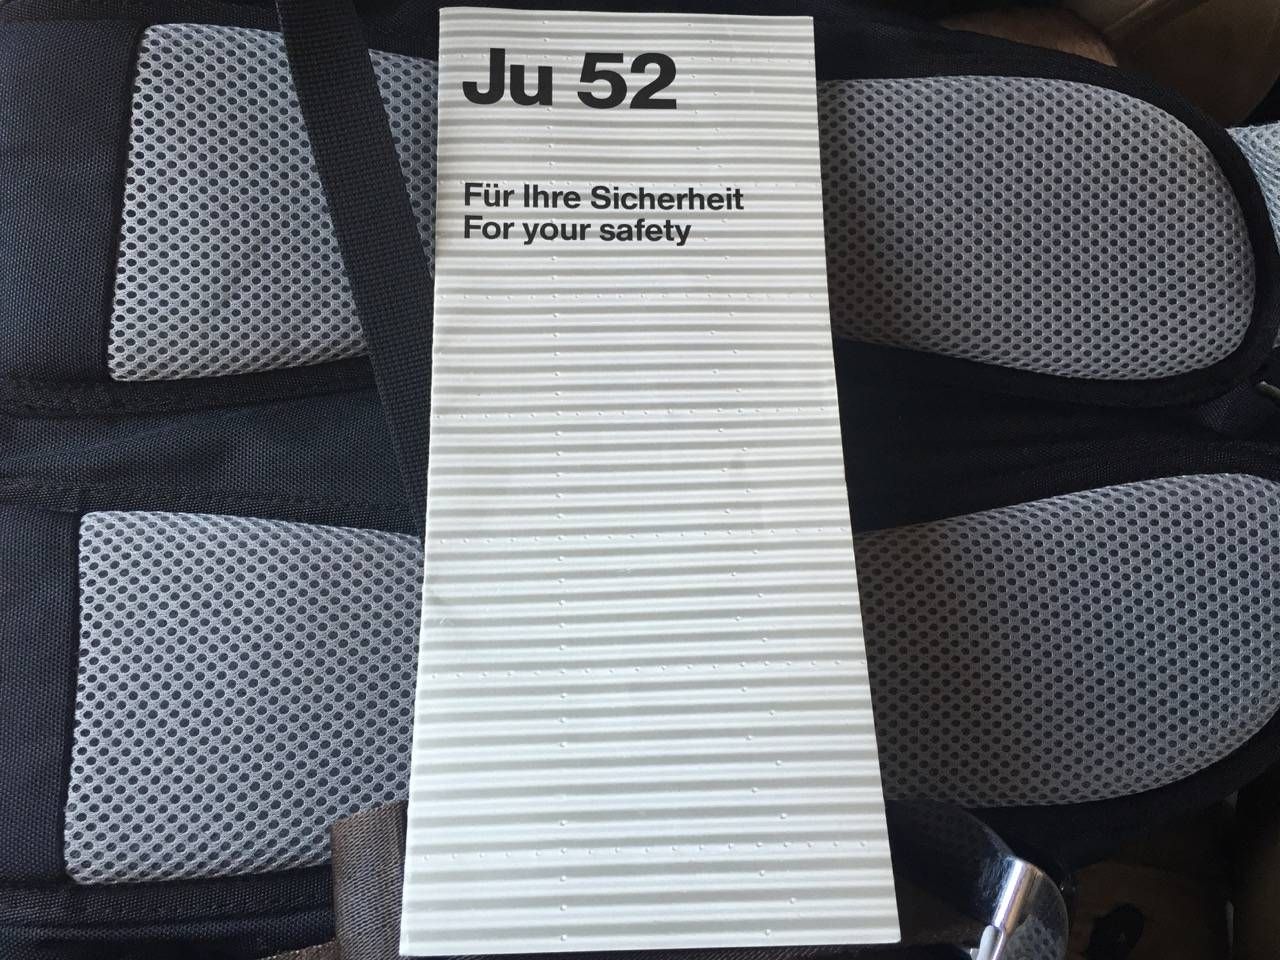 Ju 52
Für Ihre Sicherheit
For your safety